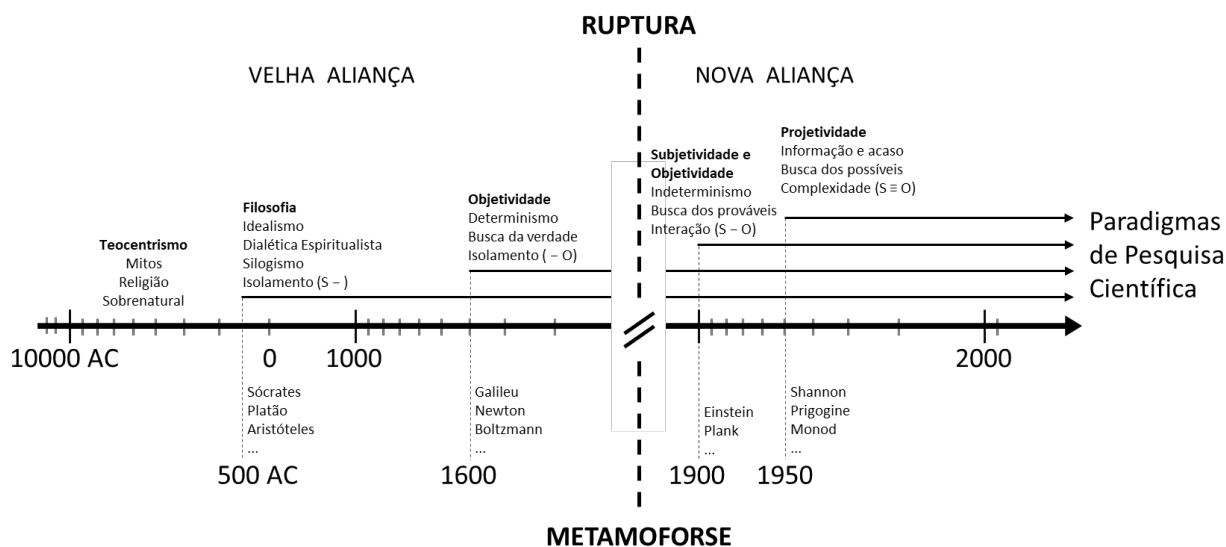 RUPTURA
VELHA ALIANÇA
NOVA ALIANÇA
Teocentrismo
Mitos
Religião
Sobrenatural
Filosofia
Idealismo
Dialética Espiritualista
Silogismo
Isolamento (S – )
Objetividade
Determinismo
Busca da verdade
Isolamento ( – O)
Subjetividade e
Objetividade
Indeterminismo
Busca dos prováveis
Interação (S – O)
Projetividade
Informação e acaso
Busca dos possíveis
Complexidade (S ≡ O)
Paradigmas
de Pesquisa
Científica
10000 AC
0
1000
2000
Sócrates
Platão
Aristóteles
...
500 AC
Galileu
Newton
Boltzmann
...
1600
Einstein
Plank
...
1900
Shannon
Prigogine
Monod
...
1950
METAMOFORSE